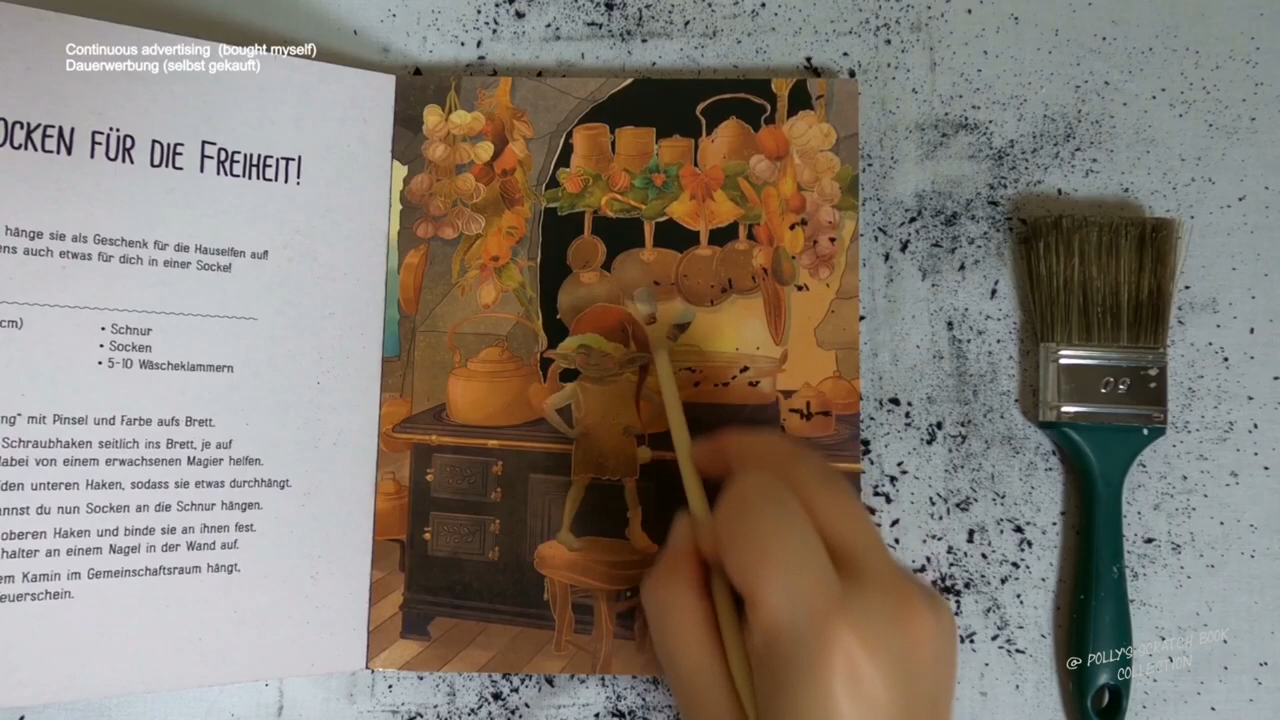 Continuous advertising (bought myself)
Dauerwerbung (selbst gekauft)
OCKEN FÜR DIE FREIHEIT!
hänge sie als Geschenk für die Hauselfen auf!
ens auch etwas für dich in einer Socke!
cm)
• Schnur
• Socken
• 5-10 Wäscheklammern
ng" mit Pinsel und Farbe aufs Brett.
Schraubhaken seitlich ins Brett, je auf
dabei von einem erwachsenen Magier helfen.
den unteren Haken, sodass sie etwas durchhängt.
annst du nun Socken an die Schnur hängen.
oberen Haken und binde sie an ihnen fest.
halter an einem Nagel in der Wand auf.
em Kamin im Gemeinschaftsraum hängt,
euerschein.
50
@ POLLY'S SCRATCH BOOK
COLLECTION